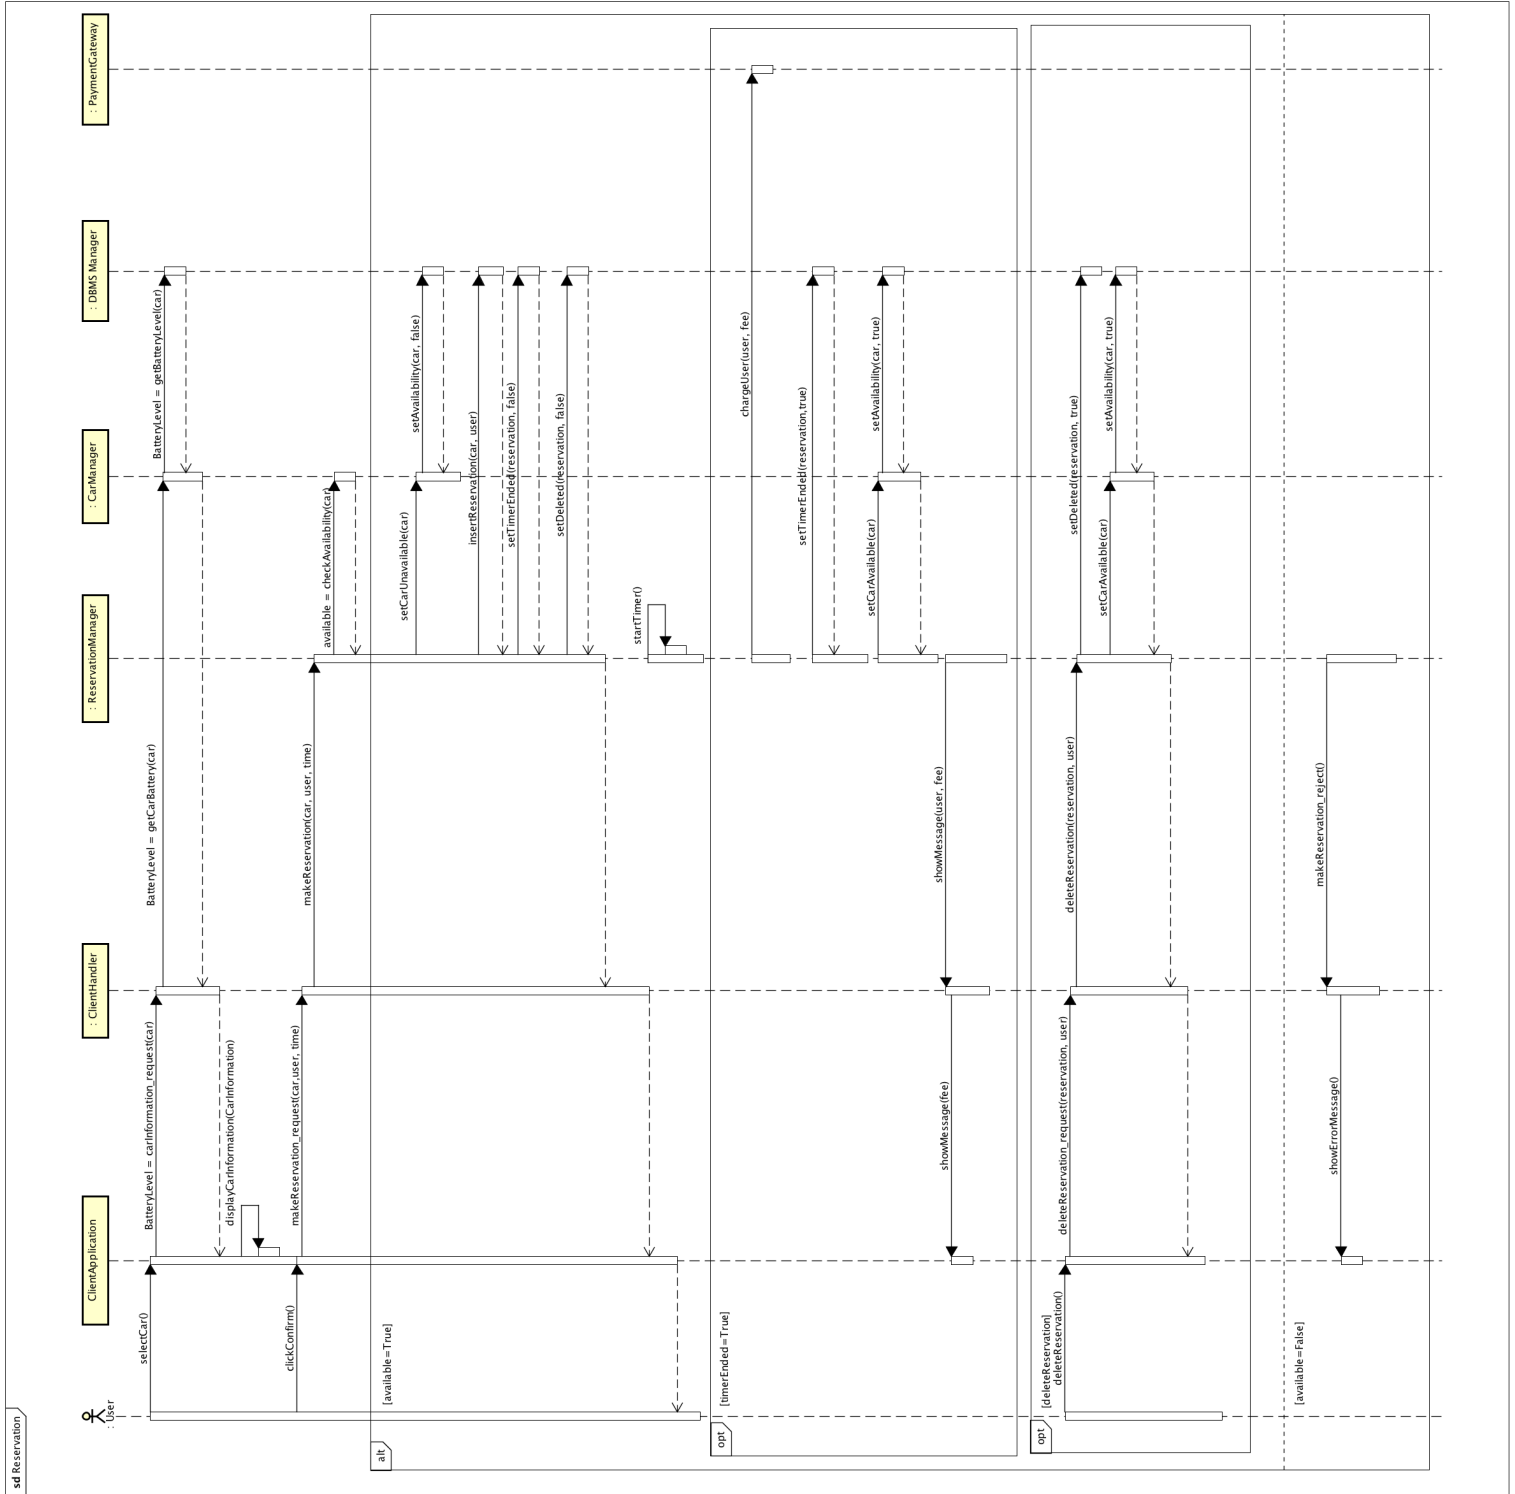 sd Reservation
: User
ClientApplication
: ClientHandler
: ReservationManager
: CarManager
: DBMS Manager
: PaymentGateway
selectCar()
BatteryLevel = carInformation_request(car)
BatteryLevel = getCarBattery(car)
BatteryLevel = getBatteryLevel(car)
displayCarInformation(CarInformation)
clickConfirm()
makeReservation_request(car,user, time)
makeReservation(car, user, time)
available = checkAvailability(car)
alt
[available=True]
setCarUnavailable(car)
setAvailability(car, false)
insertReservation(car, user)
setTimerEnded(reservation, false)
setDeleted(reservation, false)
startTimer()
opt
[timerEnded=True]
chargeUser(user, fee)
setTimerEnded(reservation,true)
setCarAvailable(car)
setAvailability(car, true)
showMessage(user, fee)
showMessage(fee)
opt
[deleteReservation]
deleteReservation()
deleteReservation_request(reservation, user)
deleteReservation(reservation, user)
setDeleted(reservation, true)
setCarAvailable(car)
setAvailability(car, true)
[available=False]
makeReservation_reject()
showErrorMessage()